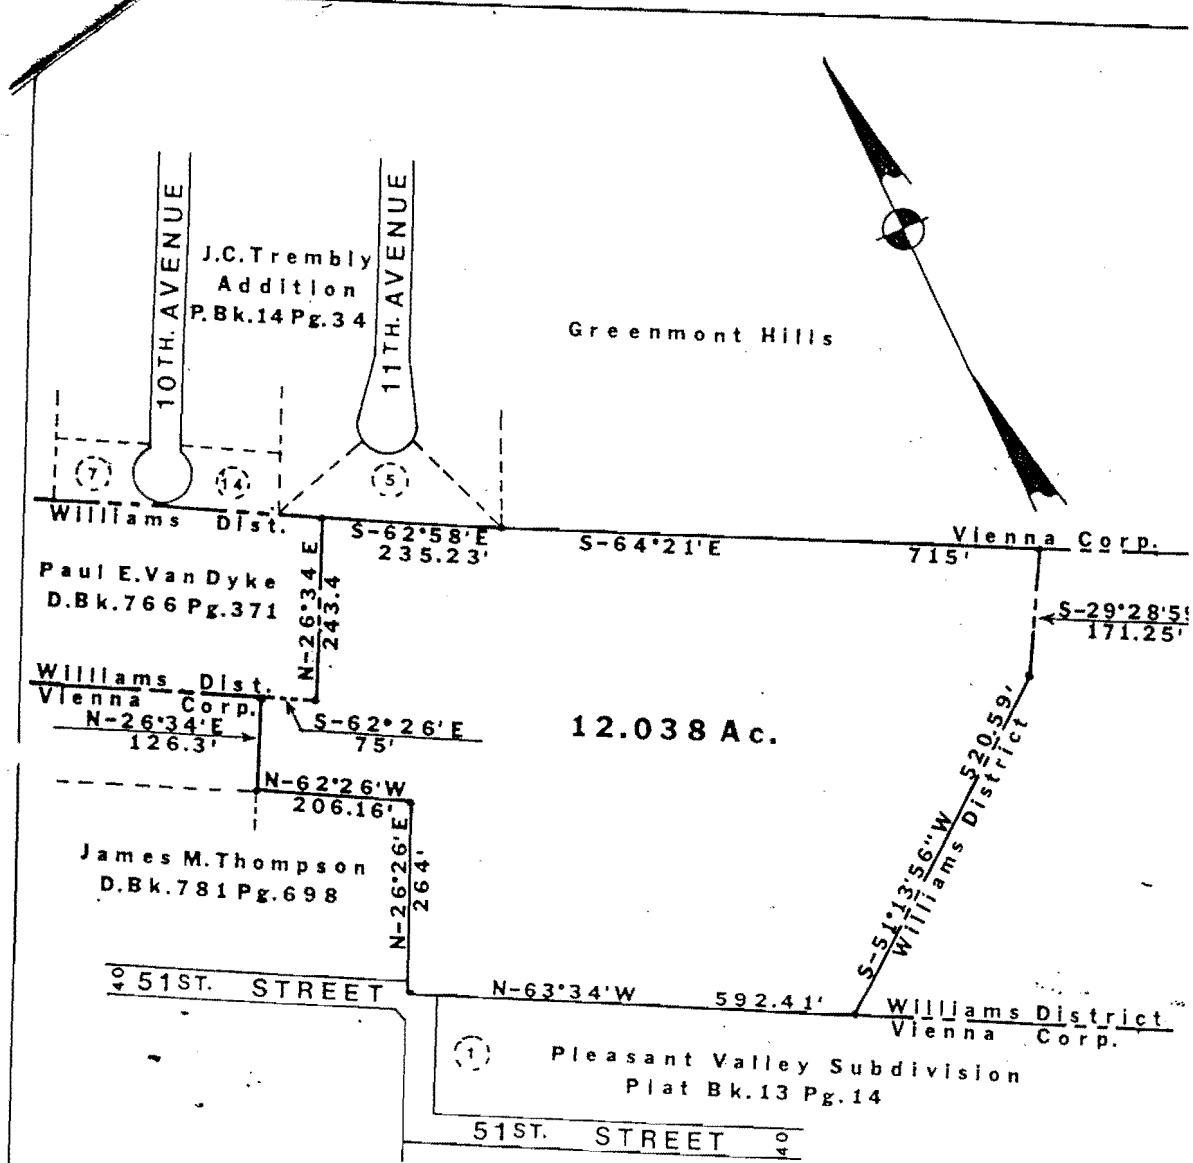 10TH. AVENUE
11TH. AVENUE
J.C.Trembly
Addition
P.Bk.14 Pg.34
Greenmont Hills
7
14
5
Williams Dist.
S-62°58'E
235.23'
S-64°21'E
715'
Vienna Corp.
Paul E.Van Dyke
D.Bk.766 Pg.371
N-26°34 E
243.4
S-29°28'59
171.25'
Williams Dist.
Vienna Corp.
N-26°34'E
126.3'
S-62°26'E
75'
12.038 Ac.
S-51°13'56"W 520.59'
Williams District
N-62°26'W
206.16'
James M.Thompson
D.Bk.781 Pg.698
N-26°26'E
264'
40
51ST. STREET
N-63°34'W 592.41'
Williams District
Vienna Corp.
1
Pleasant Valley Subdivision
Plat Bk.13 Pg.14
51ST. STREET
40